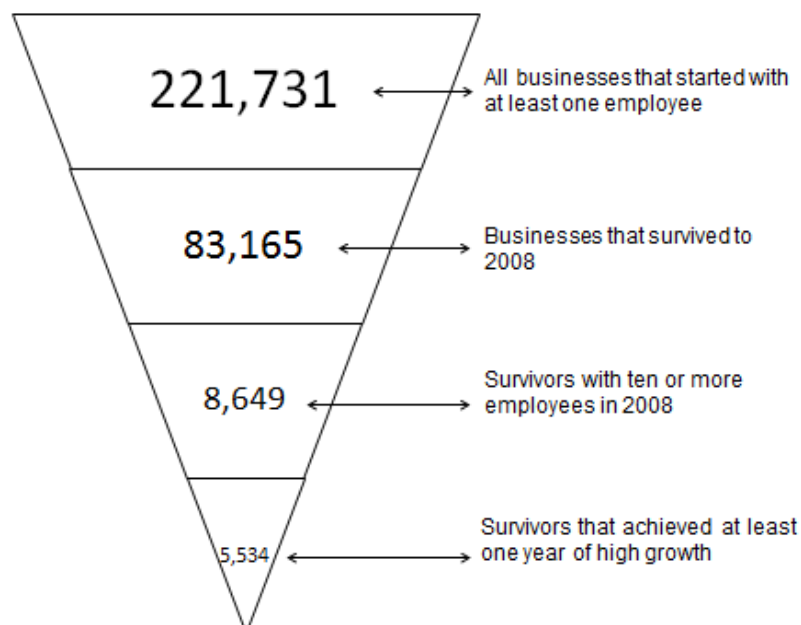 221,731
All businesses that started with
at least one employee
83,165
Businesses that survived to
2008
8,649
Survivors with ten or more
employees in 2008
5,534
Survivors that achieved at least
one year of high growth